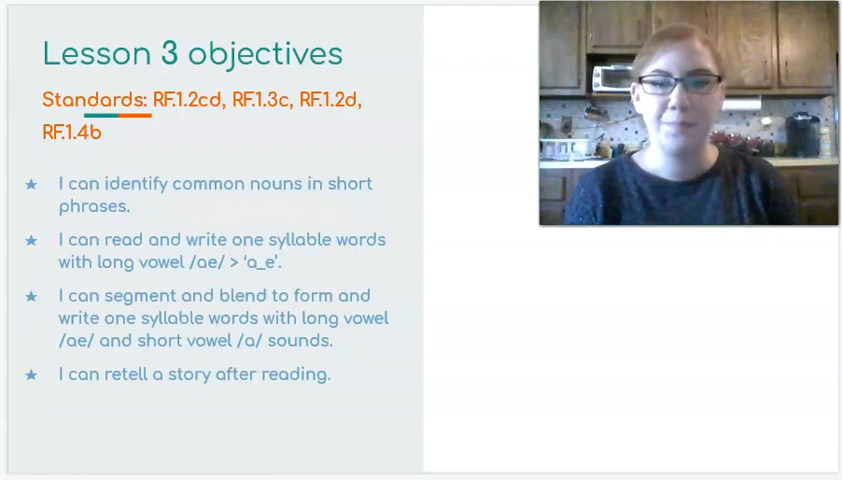 Lesson 3 objectives
Standards: RF.1.2cd, RF.1.3c, RF.1.2d,
RF.1.4b
I can identify common nouns in short
phrases.
I can read and write one syllable words
with long vowel /ae/ > 'a_e'.
I can segment and blend to form and
write one syllable words with long vowel
/ae/ and short vowel /a/ sounds.
I can retell a story after reading.